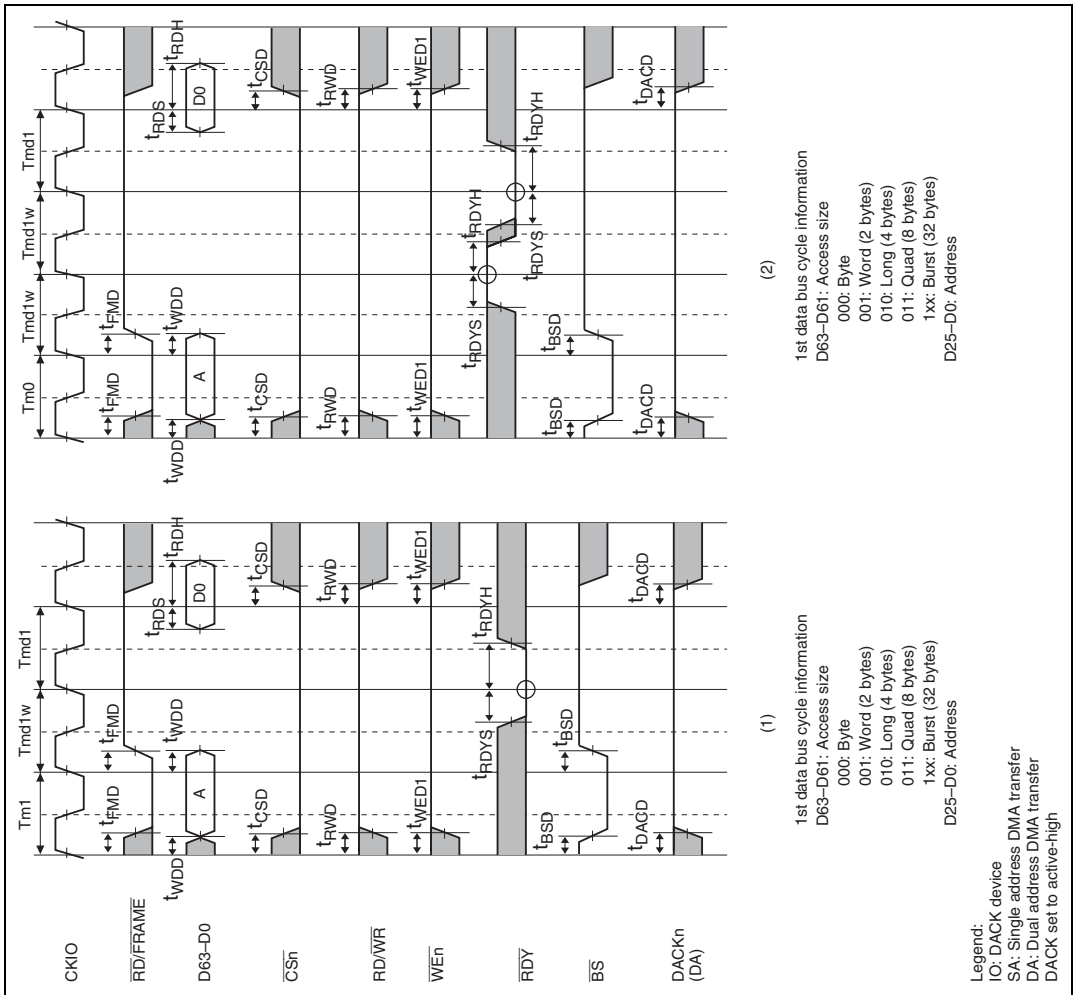 Tm1
Tmd1w
Tmd1
Tm0
Tmd1w
Tmd1w
Tmd1
CKIO
tFMD
tFMD
tFMD
tFMD
RD/FRAME
tWDD
tWDD
tRDS
tRDH
tWDD
tWDD
tRDS
tRDH
D63–D0
A
D0
A
D0
tCSD
tCSD
tCSD
tCSD
CSn
tRWD
tRWD
tRWD
tRWD
RD/WR
tWED1
tWED1
tWED1
tWED1
WEn
tRDYS
tRDYH
tRDYS
tRDYH
tRDYS
tRDYH
RDY
tBSD
tBSD
tBSD
tBSD
BS
tDACD
tDACD
tDACD
tDACD
DACKn
(DA)
(1)
1st data bus cycle information
D63–D61: Access size
000: Byte
001: Word (2 bytes)
010: Long (4 bytes)
011: Quad (8 bytes)
1xx: Burst (32 bytes)
D25–D0: Address
(2)
1st data bus cycle information
D63–D61: Access size
000: Byte
001: Word (2 bytes)
010: Long (4 bytes)
011: Quad (8 bytes)
1xx: Burst (32 bytes)
D25–D0: Address
Legend:
IO: DACK device
SA: Single address DMA transfer
DA: Dual address DMA transfer
DACK set to active-high